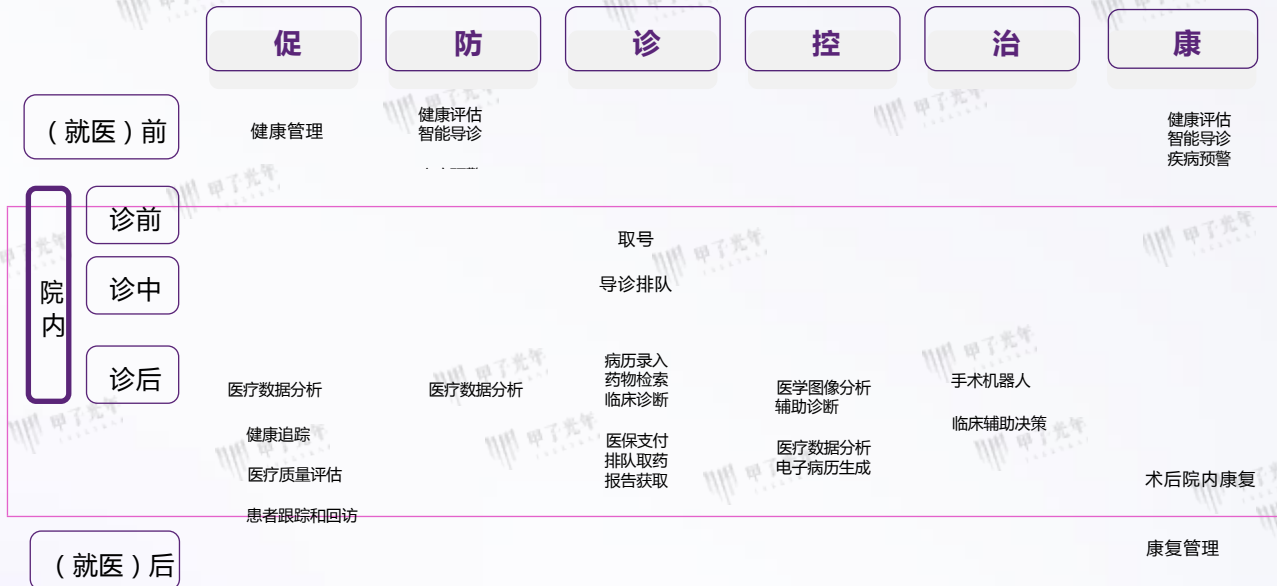 促
防
诊
控
治
康
（就医）前
健康管理
健康评估
智能导诊
健康评估
智能导诊
疾病预警
院内
诊前
诊中
诊后
取号
导诊排队
医疗数据分析
健康追踪
医疗质量评估
患者跟踪和回访
医疗数据分析
病历录入
药物检索
临床诊断
医保支付
排队取药
报告获取
医学图像分析
辅助诊断
医疗数据分析
电子病历生成
手术机器人
临床辅助决策
术后院内康复
（就医）后
康复管理
甲子光年